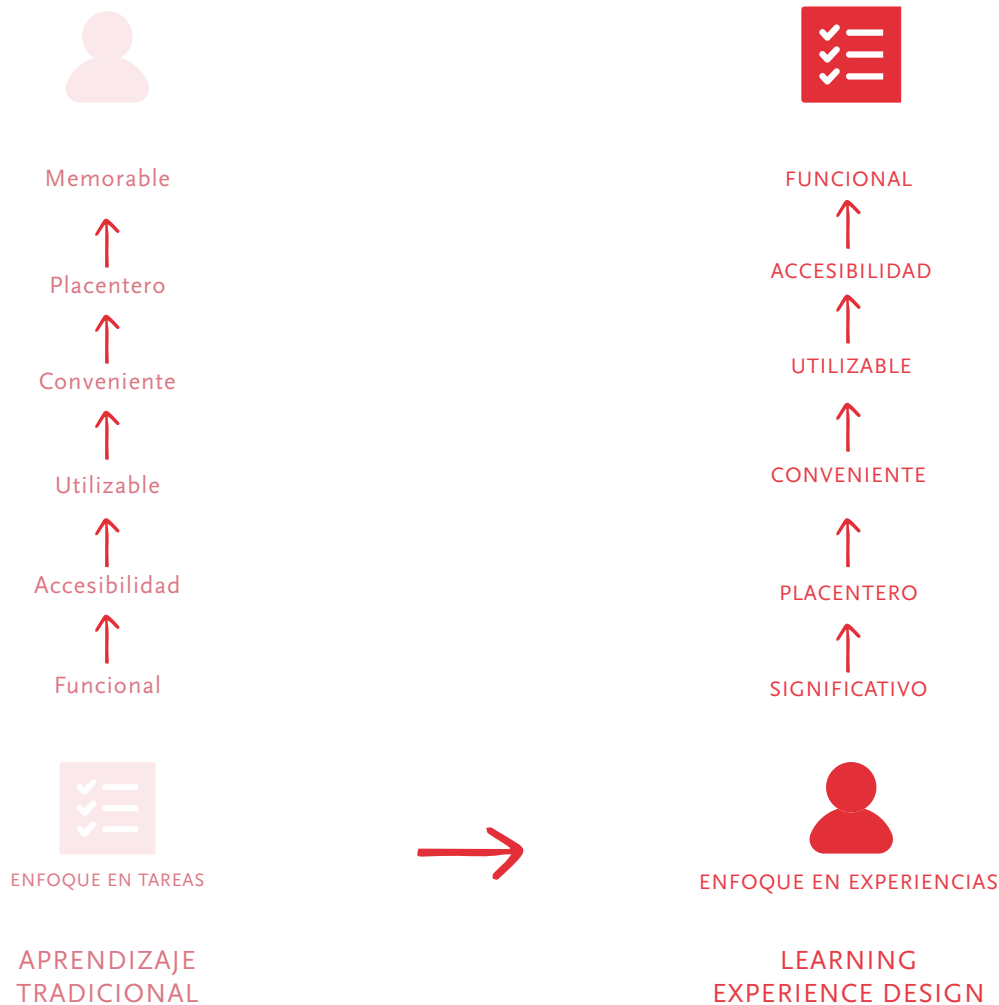 Memorable
Placentero
Conveniente
Utilizable
Accesibilidad
Funcional
ENFOQUE EN TAREAS
APRENDIZAJE
TRADICIONAL
FUNCIONAL
ACCESIBILIDAD
UTILIZABLE
CONVENIENTE
PLACENTERO
SIGNIFICATIVO
ENFOQUE EN EXPERIENCIAS
LEARNING
EXPERIENCE DESIGN